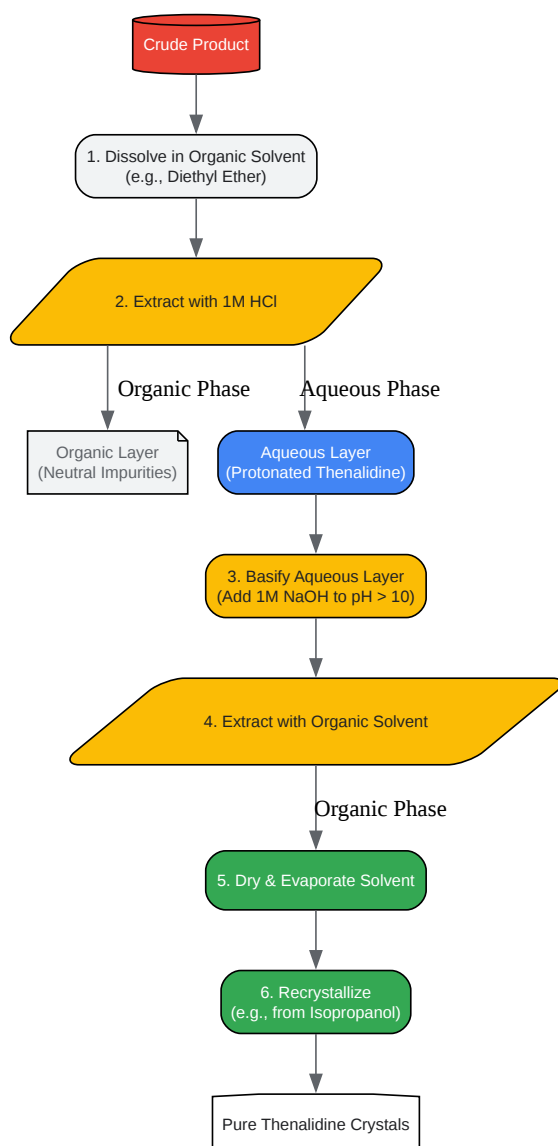 Crude Product
1. Dissolve in Organic Solvent
(e.g., Diethyl Ether)
2. Extract with 1M HCl
Organic Phase
Aqueous Phase
Organic Layer
(Neutral Impurities)
Aqueous Layer
(Protonated Thenalidine)
3. Basify Aqueous Layer
(Add 1M NaOH to pH > 10)
4. Extract with Organic Solvent
Organic Phase
5. Dry & Evaporate Solvent
6. Recrystallize
(e.g., from Isopropanol)
Pure Thenalidine Crystals